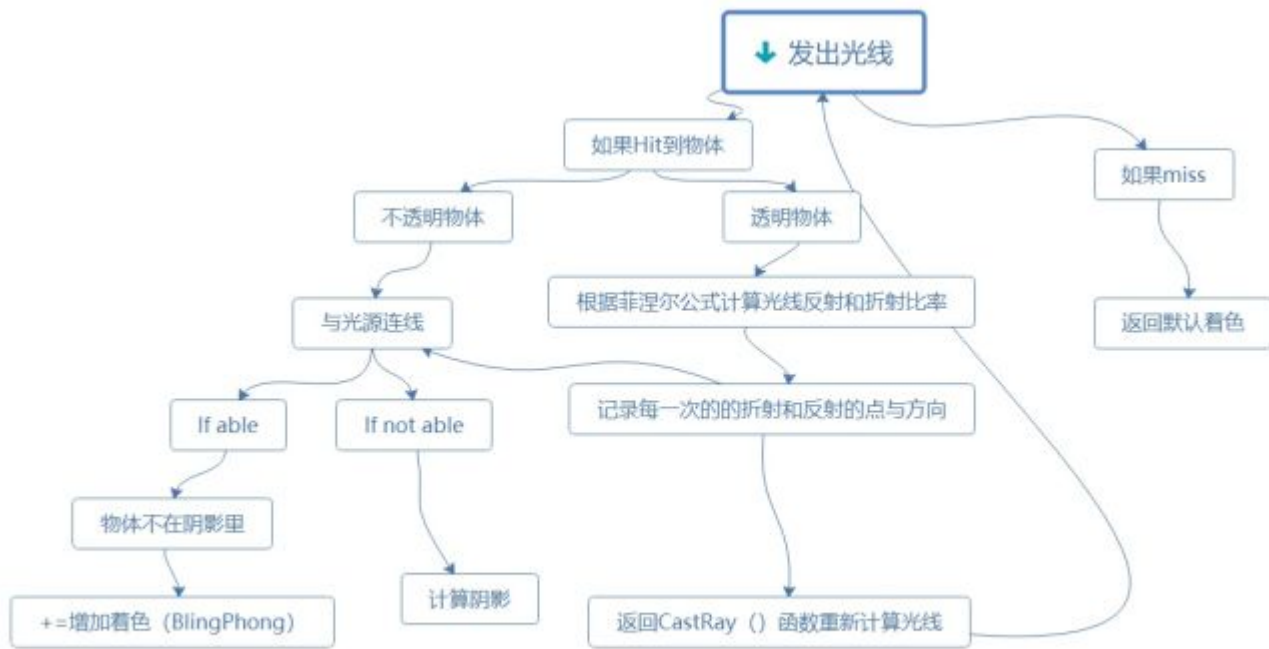 发出光线
如果Hit到物体
如果miss
不透明物体
透明物体
根据菲涅尔公式计算光线反射和折射比率
与光源连线
返回默认着色
记录每一次的的折射和反射的点与方向
If able
If not able
物体不在阴影里
计算阴影
+=增加着色（BlingPhong）
返回CastRay（）函数重新计算光线